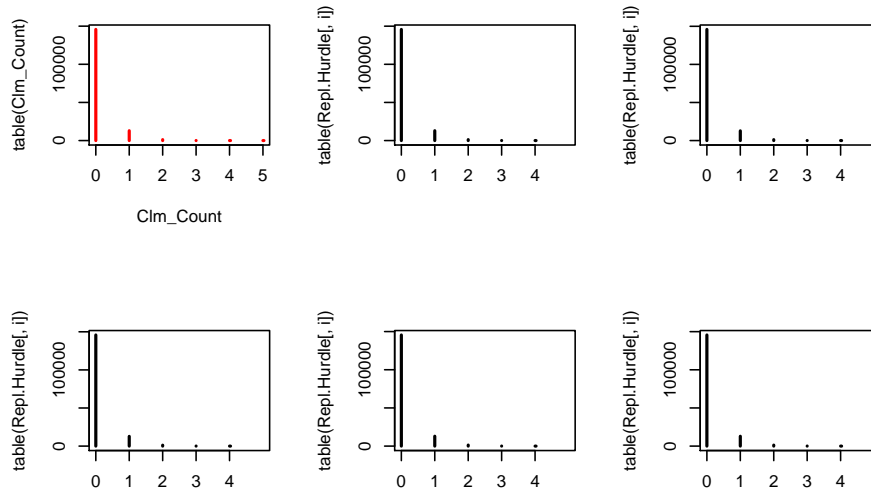 table(Clm_Count)
100000
0
0 1 2 3 4 5
Clm_Count
table(Repl.Hurdle[, i])
100000
0
0 1 2 3 4
table(Repl.Hurdle[, i])
100000
0
0 1 2 3 4
table(Repl.Hurdle[, i])
100000
0
0 1 2 3 4
table(Repl.Hurdle[, i])
100000
0
0 1 2 3 4
table(Repl.Hurdle[, i])
100000
0
0 1 2 3 4